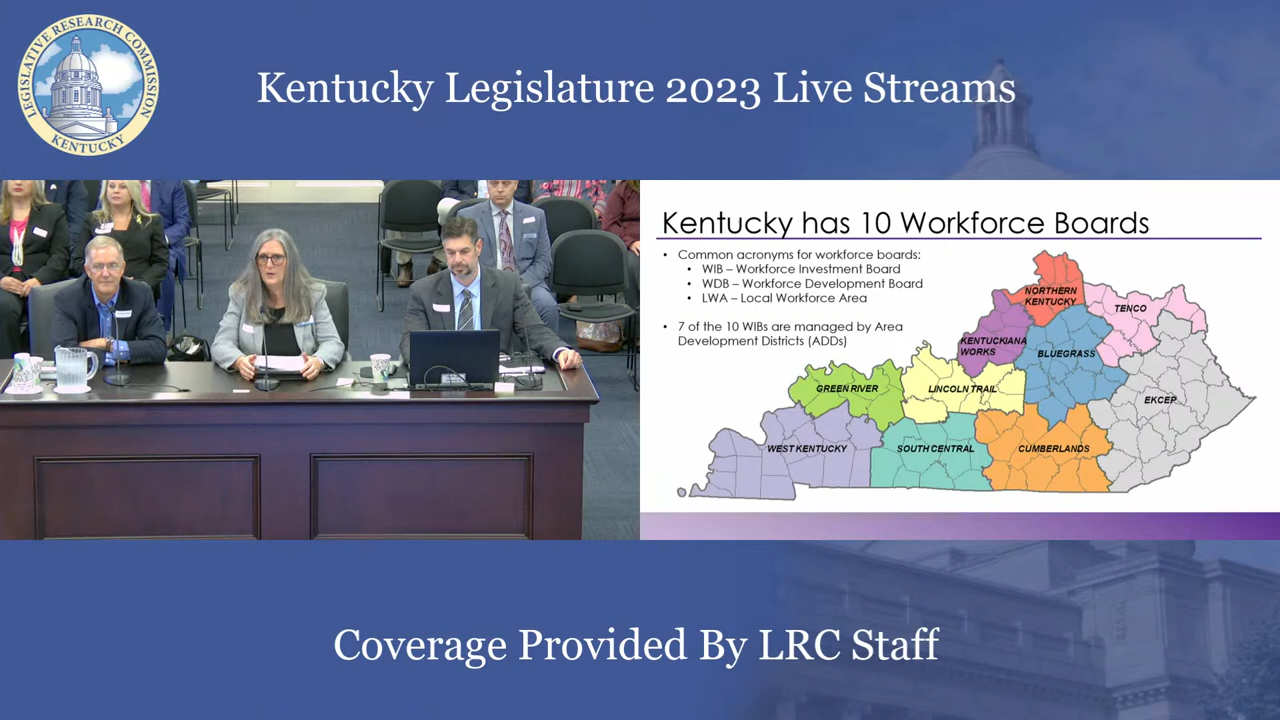 LEGISLATIVE RESEARCH COMMISSION
KENTUCKY
Kentucky Legislature 2023 Live Streams
Kentucky has 10 Workforce Boards
• Common acronyms for workforce boards:
• WIB – Workforce Investment Board
• WDB – Workforce Development Board
• LWA – Local Workforce Area
• 7 of the 10 WIBs are managed by Area
Development Districts (ADDs)
NORTHERN
KENTUCKY
TENCO
KENTUCKIANA
WORKS
BLUEGRASS
GREEN RIVER
LINCOLN TRAIL
EKCEP
WEST KENTUCKY
SOUTH CENTRAL
CUMBERLANDS
Coverage Provided By LRC Staff